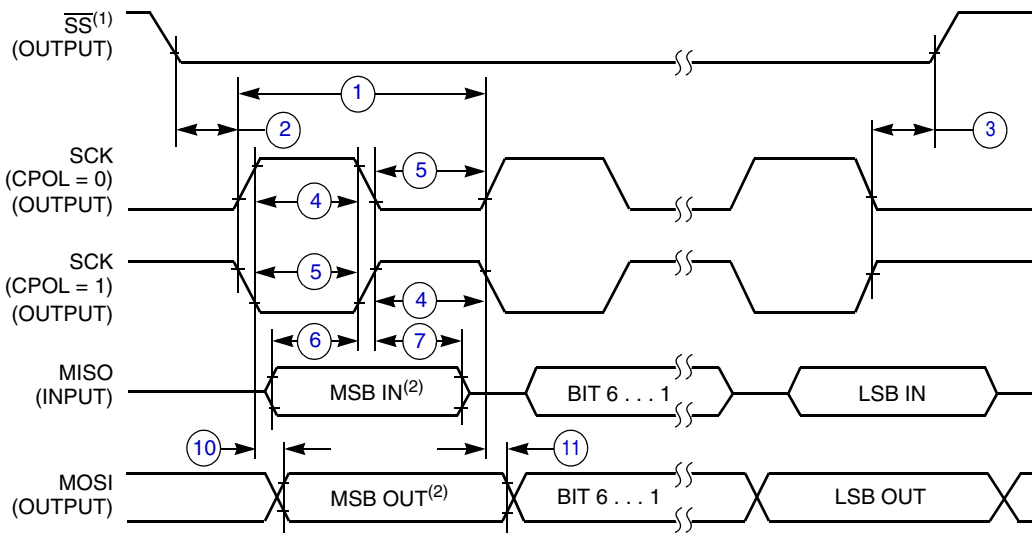 SS(1)
(OUTPUT)
1
2
3
SCK
(CPOL = 0)
(OUTPUT)
5
4
SCK
(CPOL = 1)
(OUTPUT)
5
4
6
7
MISO
(INPUT)
MSB IN(2)
BIT 6 . . . 1
LSB IN
10
11
MOSI
(OUTPUT)
MSB OUT(2)
BIT 6 . . . 1
LSB OUT